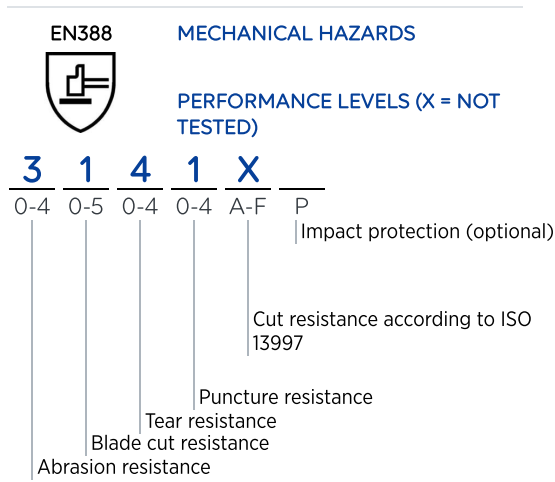 EN388
MECHANICAL HAZARDS
PERFORMANCE LEVELS (X = NOT
TESTED)
3 1 4 1 X
0-4 0-5 0-4 0-4 A-F P
Impact protection (optional)
Cut resistance according to ISO
13997
Puncture resistance
Tear resistance
Blade cut resistance
Abrasion resistance